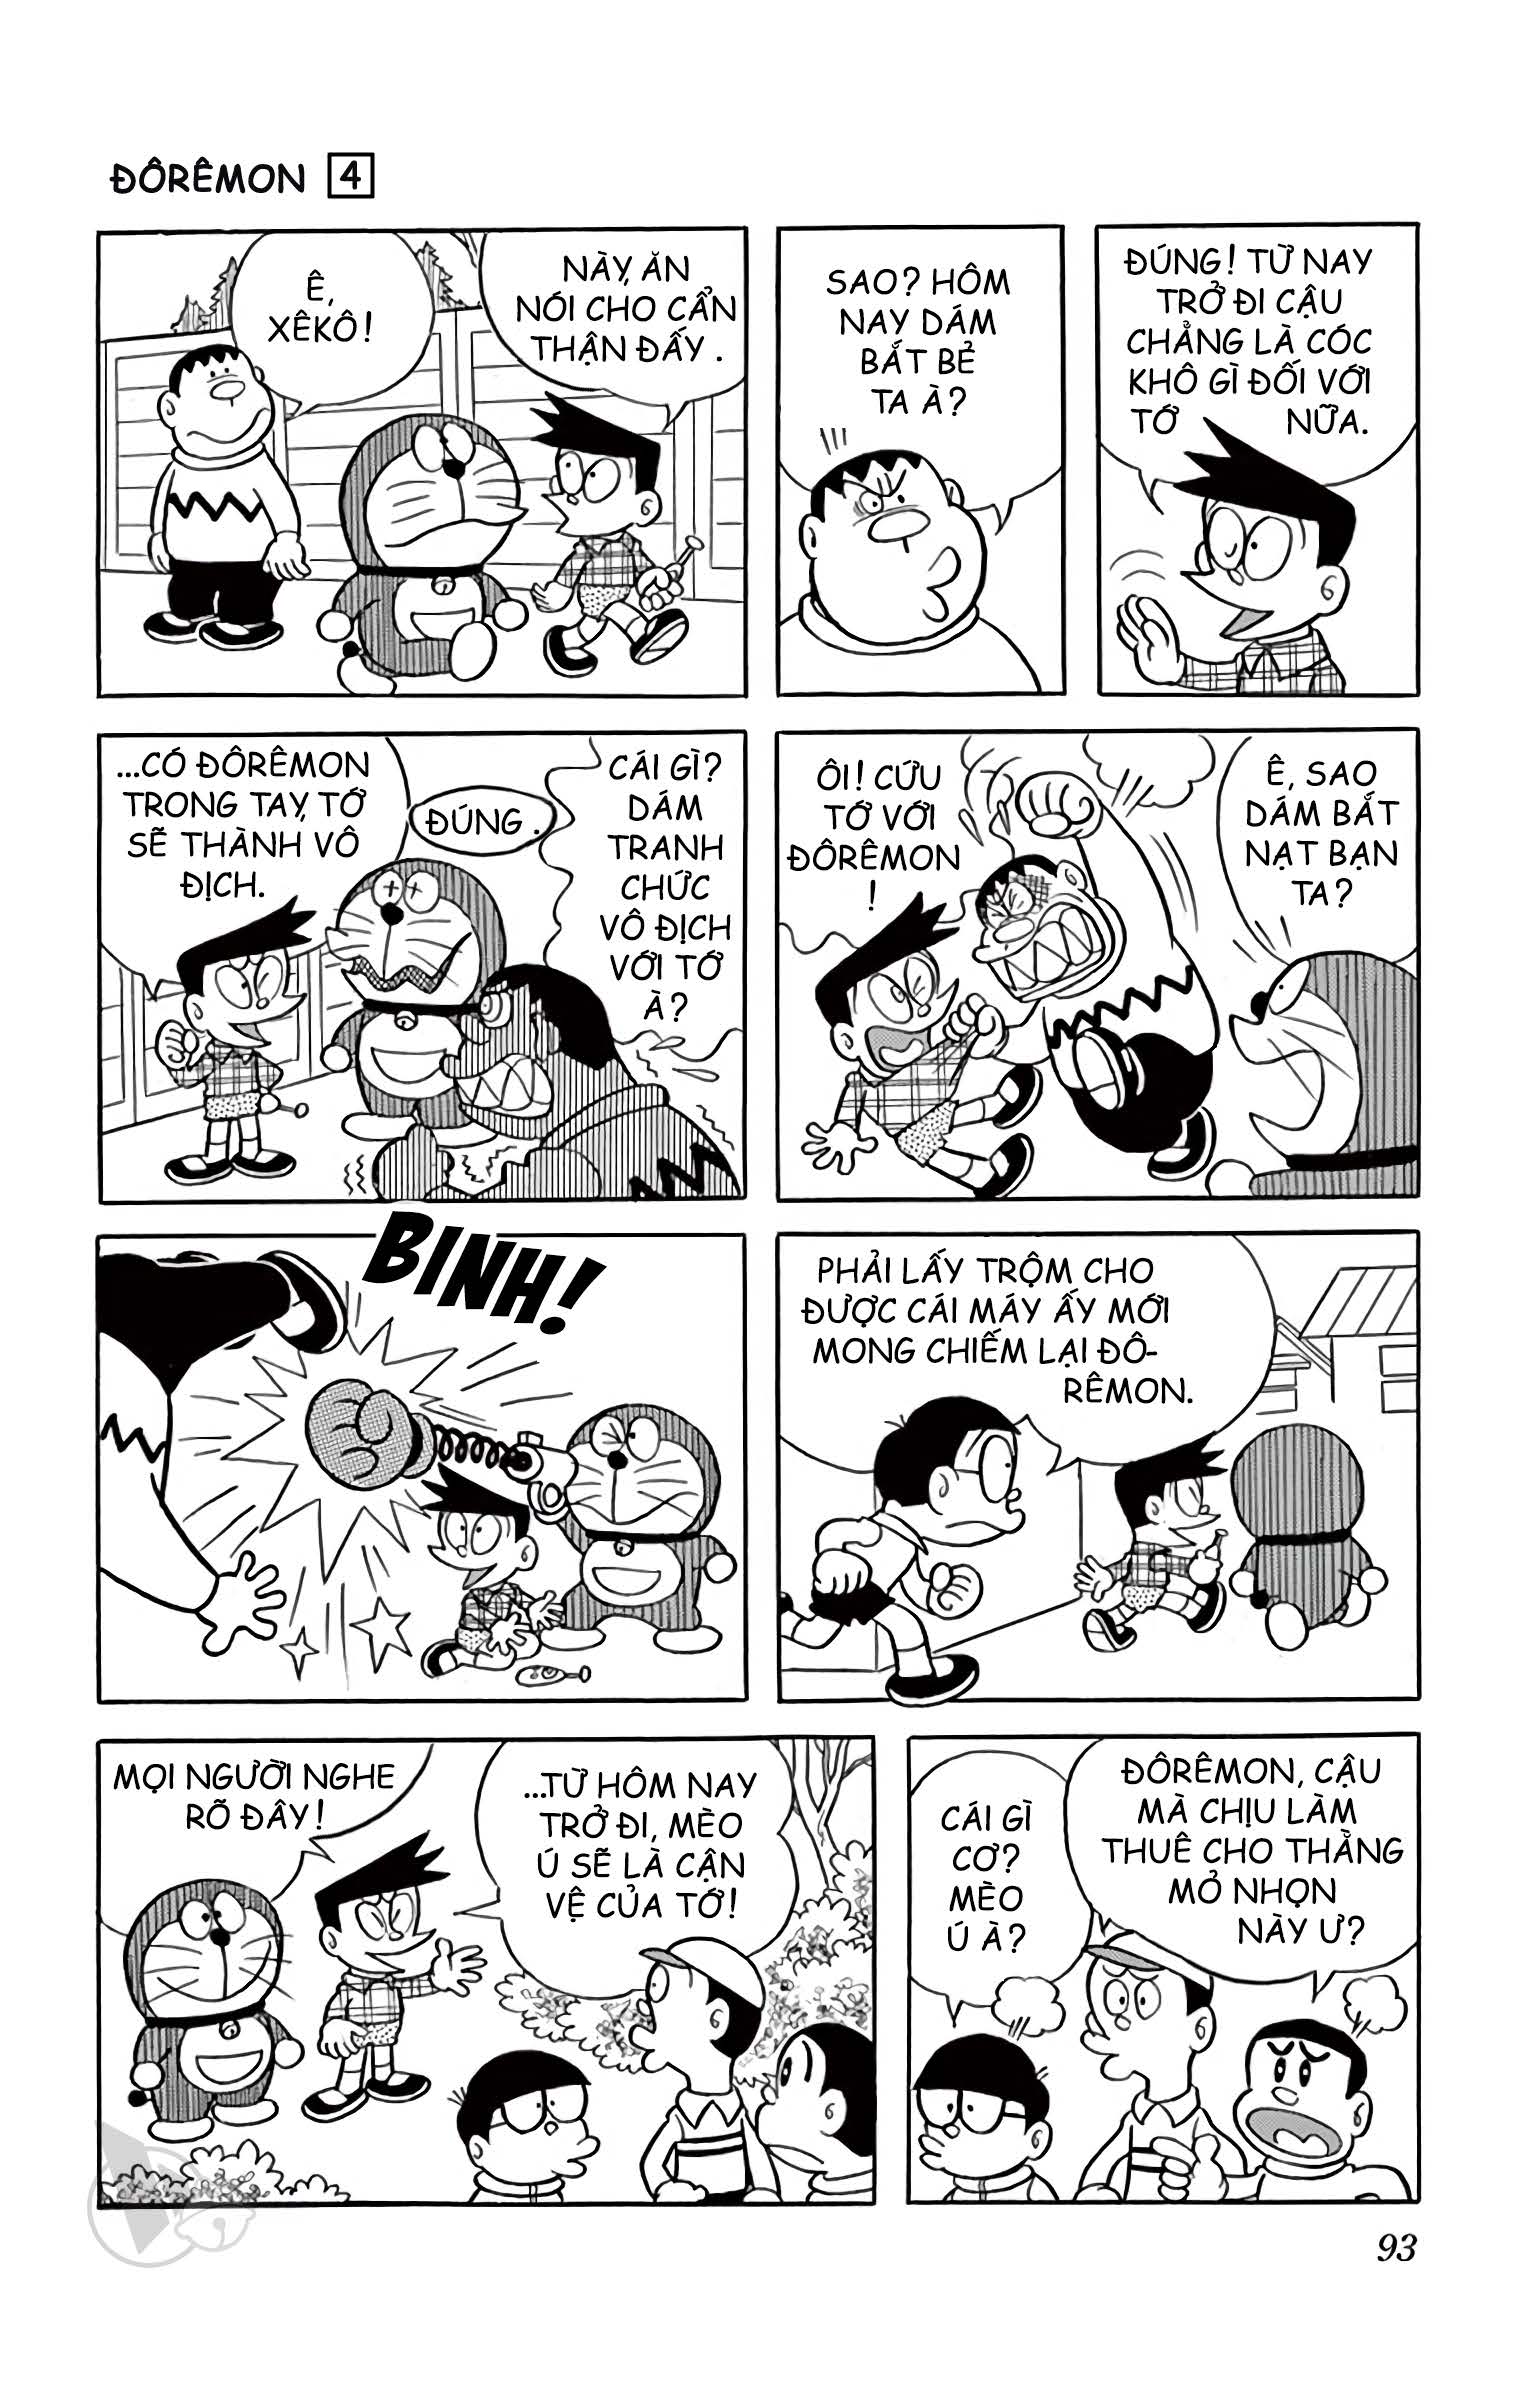 ĐÔRÊMON 4
Ê,
XÊKÔ!
NÀY, ĂN
NÓI CHO CẨN
THẬN ĐẤY .
SAO? HÔM
NAY DÁM
BẮT BẺ
TA À?
ĐÚNG! TỪ NAY
TRỞ ĐI CẬU
CHẲNG LÀ CÓC
KHÔ GÌ ĐỐI VỚI
TỚ NỮA.
...CÓ ĐÔRÊMON
TRONG TAY, TỚ
SẼ THÀNH VÔ
ĐỊCH.
ĐÚNG .
CÁI GÌ?
DÁM
TRANH
CHỨC
VÔ ĐỊCH
VỚI TỚ
À?
ÔI! CỨU
TỚ VỚI
ĐÔRÊMON
!
Ê, SAO
DÁM BẮT
NẠT BẠN
TA?
BINH!
PHẢI LẤY TRỘM CHO
ĐƯỢC CÁI MÁY ẤY MỚI
MONG CHIẾM LẠI ĐÔ-
RÊMON.
MỌI NGƯỜI NGHE
RÕ ĐÂY!
...TỪ HÔM NAY
TRỞ ĐI, MÈO
Ú SẼ LÀ CẬN
VỆ CỦA TỚ!
CÁI GÌ
CƠ?
MÈO
Ú À?
ĐÔRÊMON, CẬU
MÀ CHỊU LÀM
THUÊ CHO THẰNG
MỎ NHỌN
NÀY Ư?
93